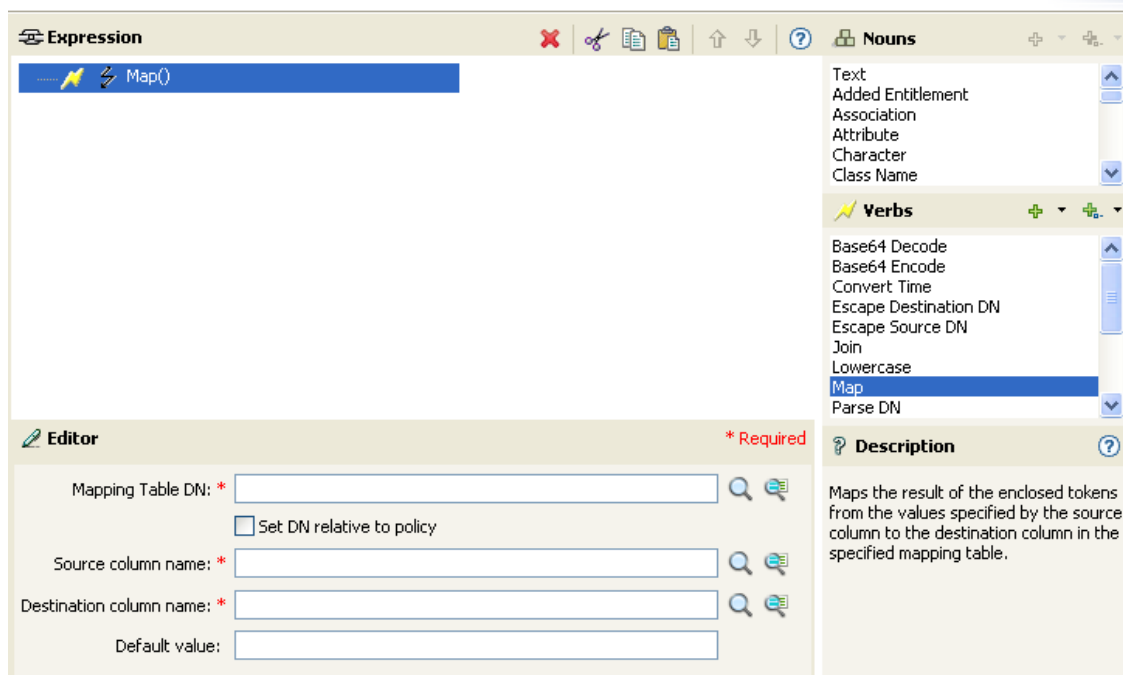 Expression
Map()
Nouns
Text
Added Entitlement
Association
Attribute
Character
Class Name
Verbs
Base64 Decode
Base64 Encode
Convert Time
Escape Destination DN
Escape Source DN
Join
Lowercase
Map
Parse DN
Editor
* Required
Mapping Table DN: *
Set DN relative to policy
Source column name: *
Destination column name: *
Default value:
Description
Maps the result of the enclosed tokens
from the values specified by the source
column to the destination column in the
specified mapping table.